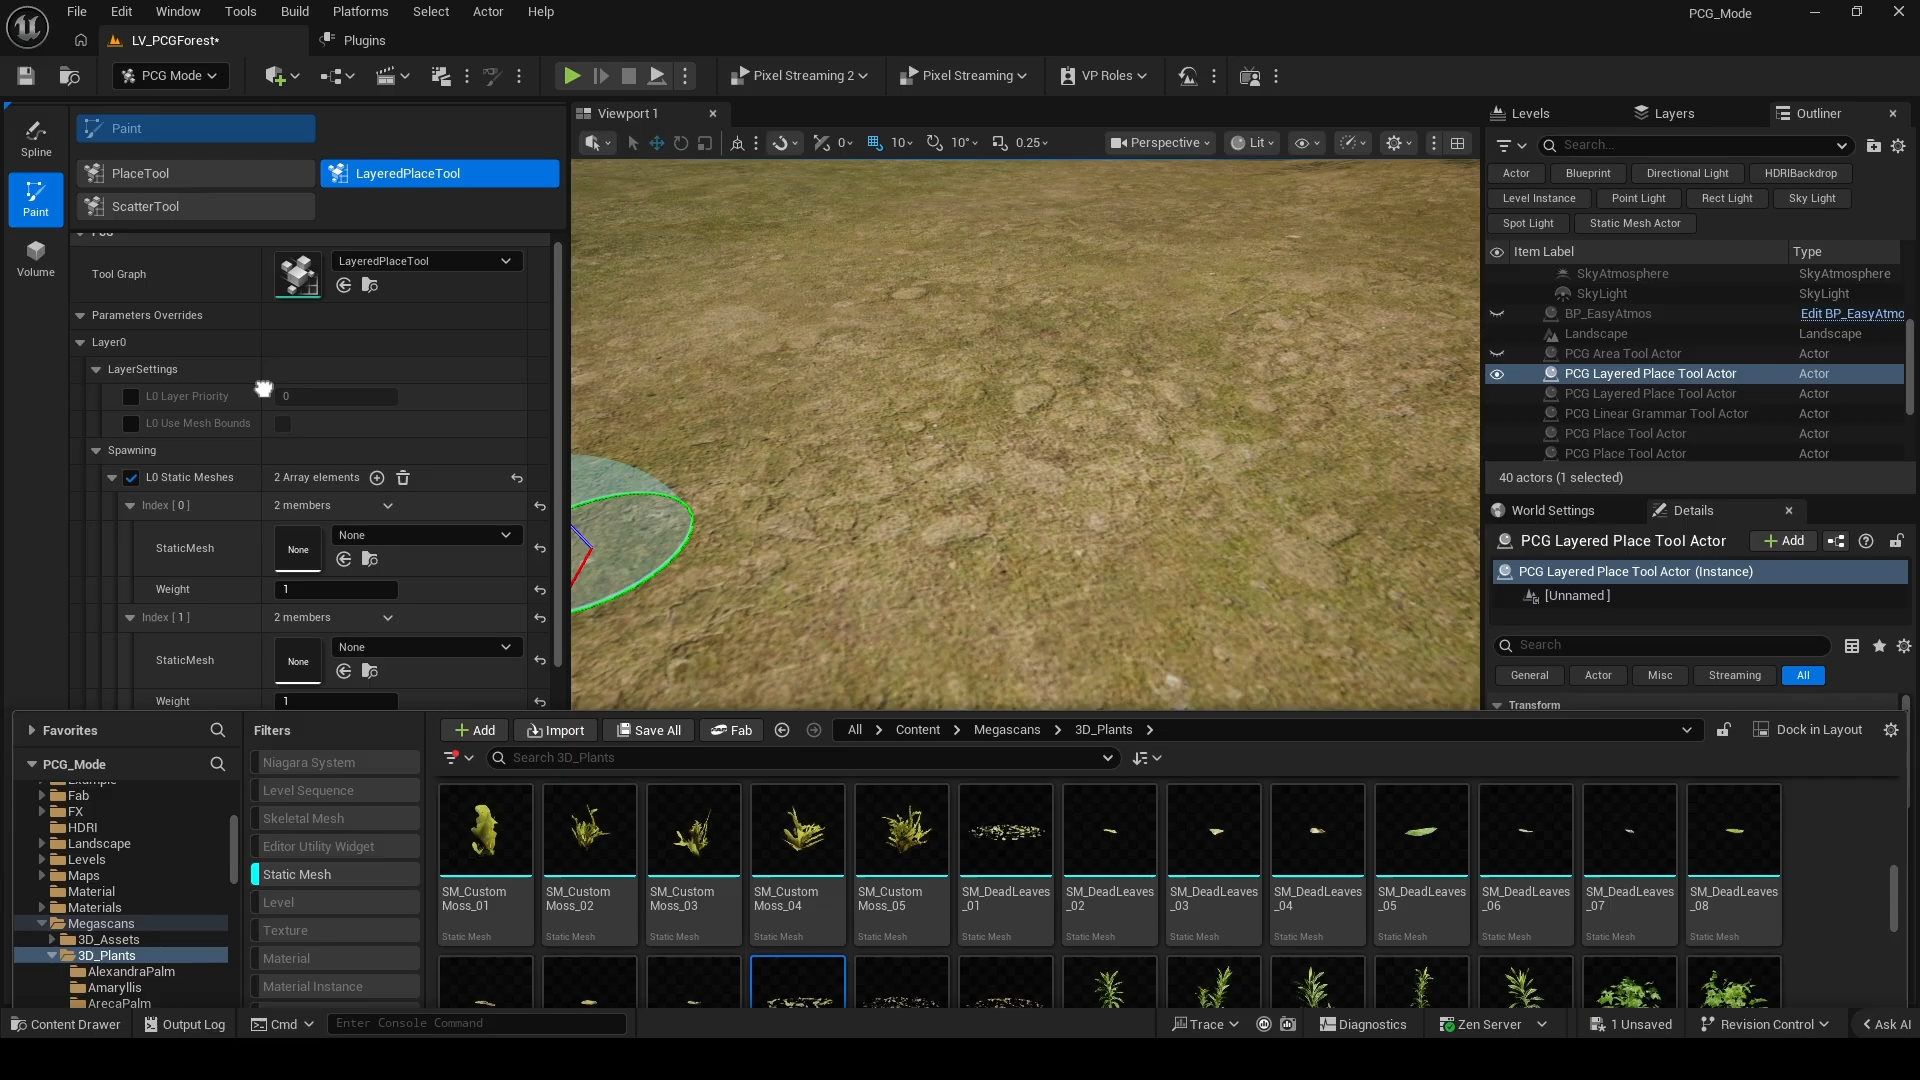 File Edit Window Tools Build Platforms Select Actor Help
PCG_Mode
LV_PCGForest*
Plugins
PCG Mode
Pixel Streaming 2
Pixel Streaming
VP Roles
Spline
Paint
Volume
Paint
PlaceTool
LayeredPlaceTool
ScatterTool
Tool Graph
LayeredPlaceTool
Parameters Overrides
Layer0
LayerSettings
L0 Layer Priority
0
L0 Use Mesh Bounds
Spawning
L0 Static Meshes
2 Array elements
Index [ 0 ]
2 members
StaticMesh
None
None
Weight
1
Index [ 1 ]
2 members
StaticMesh
None
None
Weight
1
Viewport 1
0
10
10°
0.25
Perspective
Lit
Levels
Layers
Outliner
Search...
Actor
Blueprint
Directional Light
HDRIBackdrop
Level Instance
Point Light
Rect Light
Sky Light
Spot Light
Static Mesh Actor
Item Label
Type
SkyAtmosphere SkyAtmosphere
SkyLight SkyLight
BP_EasyAtmos Edit BP_EasyAtmo
Landscape Landscape
PCG Area Tool Actor Actor
PCG Layered Place Tool Actor Actor
PCG Layered Place Tool Actor Actor
PCG Linear Grammar Tool Actor Actor
PCG Place Tool Actor Actor
PCG Place Tool Actor Actor
40 actors (1 selected)
World Settings
Details
PCG Layered Place Tool Actor
Add
PCG Layered Place Tool Actor (Instance)
[Unnamed ]
Search
General
Actor
Misc
Streaming
All
Transform
Favorites
PCG_Mode
Fab
FX
HDRI
Landscape
Levels
Maps
Material
Materials
Megascans
3D_Assets
3D_Plants
AlexandraPalm
Amaryllis
ArecaPalm
Filters
Niagara System
Level Sequence
Skeletal Mesh
Editor Utility Widget
Static Mesh
Level
Texture
Material
Material Instance
Add
Import
Save All
Fab
All
Content
Megascans
3D_Plants
Dock in Layout
Search 3D_Plants
SM_Custom
Moss_01
Static Mesh
SM_Custom
Moss_02
Static Mesh
SM_Custom
Moss_03
Static Mesh
SM_Custom
Moss_04
Static Mesh
SM_Custom
Moss_05
Static Mesh
SM_DeadLeaves
_01
Static Mesh
SM_DeadLeaves
_02
Static Mesh
SM_DeadLeaves
_03
Static Mesh
SM_DeadLeaves
_04
Static Mesh
SM_DeadLeaves
_05
Static Mesh
SM_DeadLeaves
_06
Static Mesh
SM_DeadLeaves
_07
Static Mesh
SM_DeadLeaves
_08
Static Mesh
Content Drawer
Output Log
Cmd
Enter Console Command
Trace
Diagnostics
Zen Server
1 Unsaved
Revision Control
Ask AI